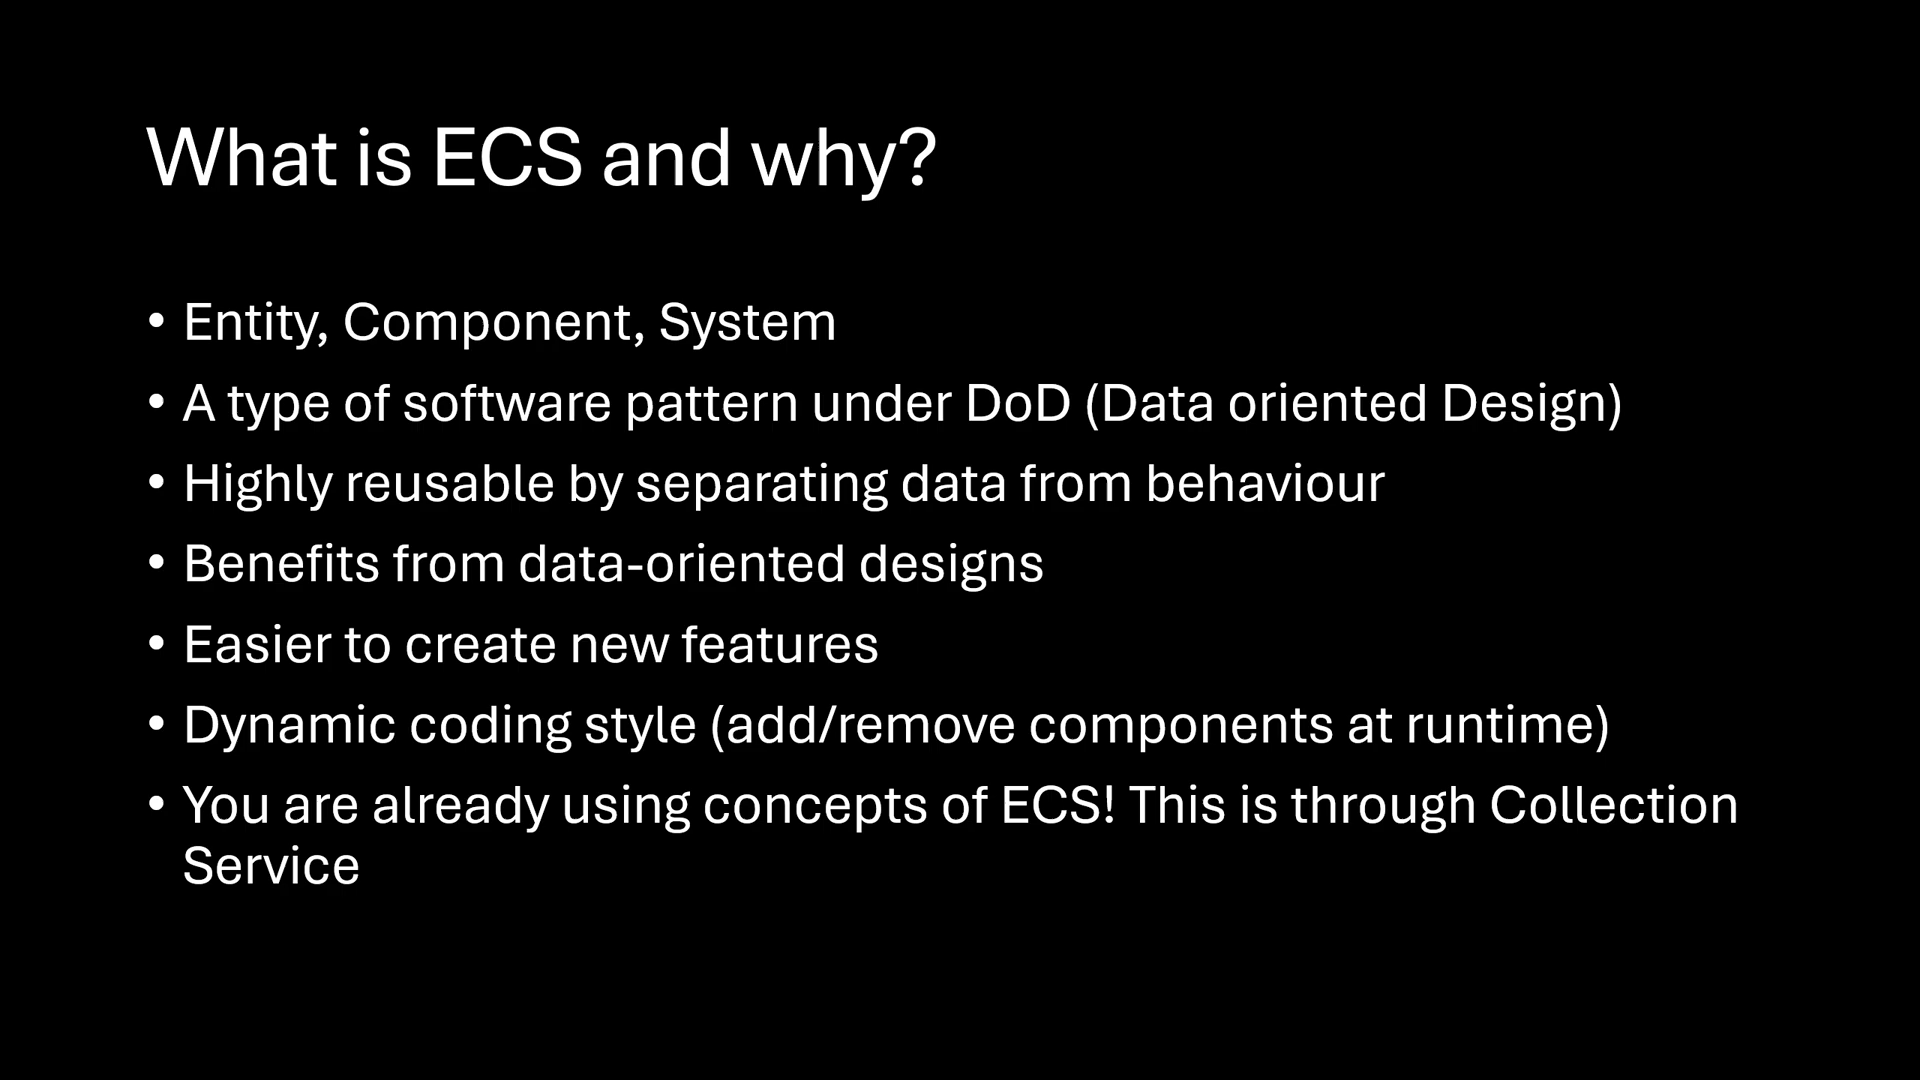 What is ECS and why?
• Entity, Component, System
• A type of software pattern under DoD (Data oriented Design)
• Highly reusable by separating data from behaviour
• Benefits from data-oriented designs
• Easier to create new features
• Dynamic coding style (add/remove components at runtime)
• You are already using concepts of ECS! This is through Collection
Service